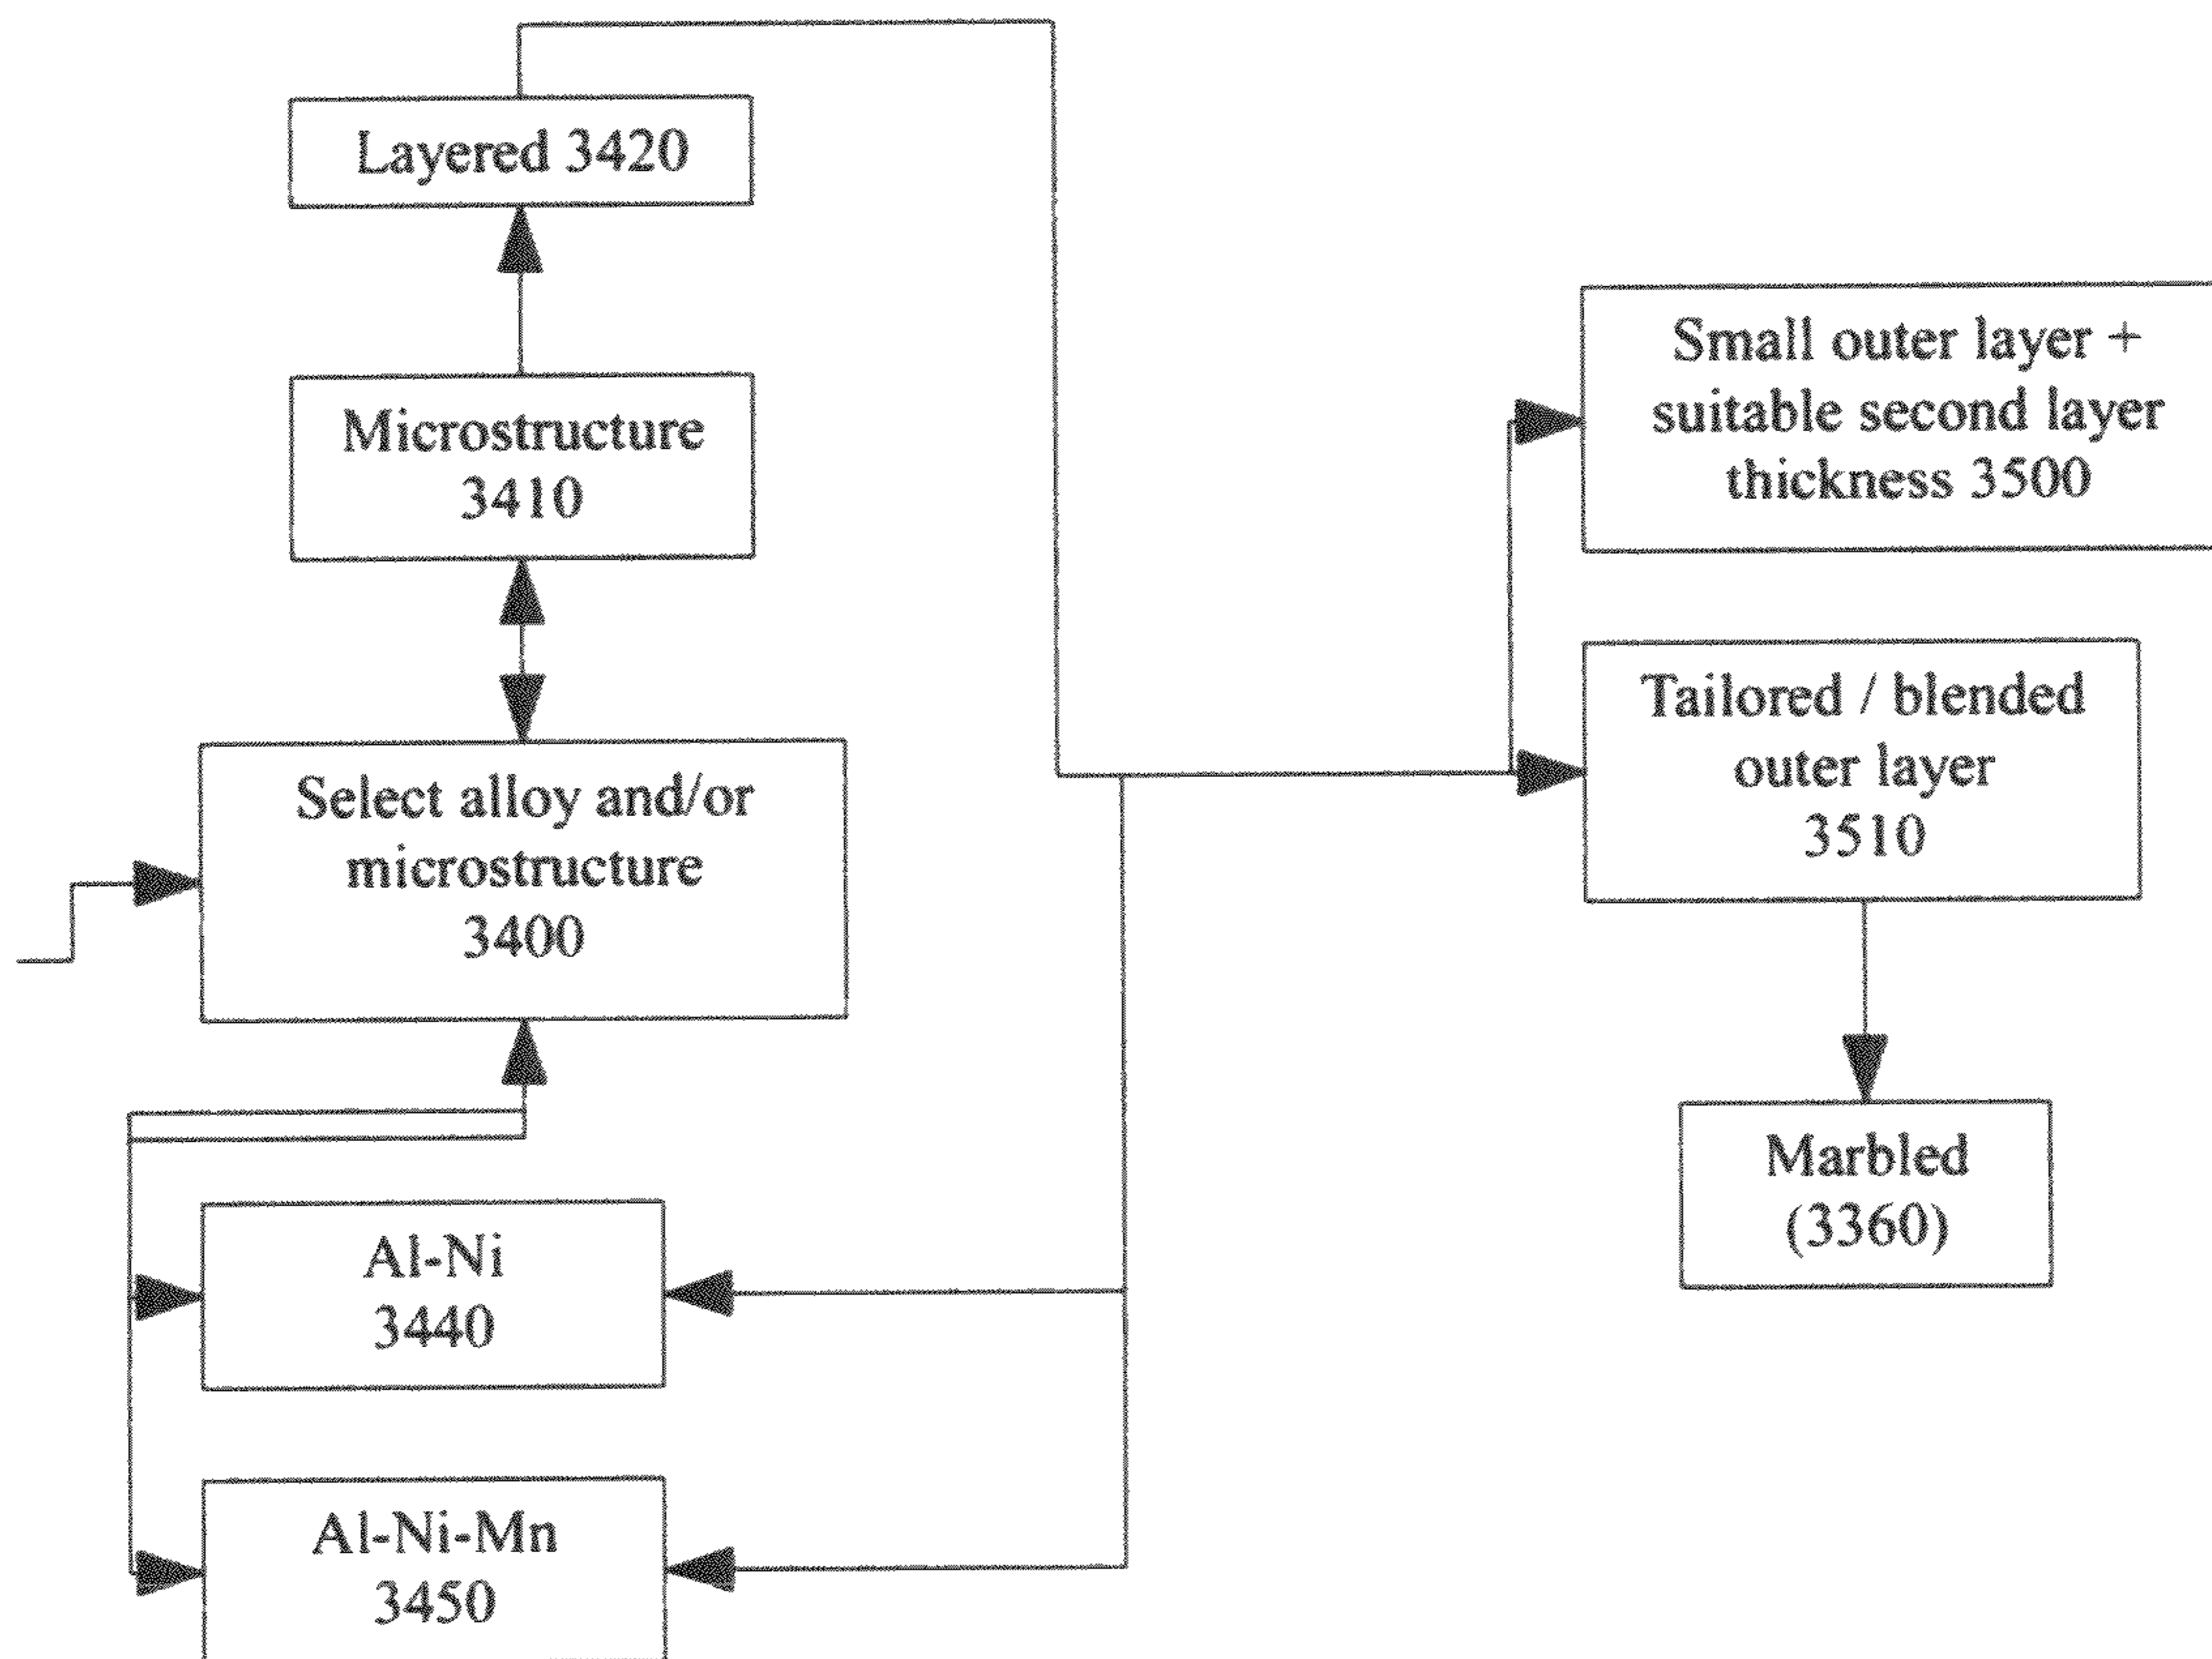 Layered 3420
Microstructure
3410
Select alloy and/or
microstructure
3400
Al-Ni
3440
Al-Ni-Mn
3450
Small outer layer +
suitable second layer
thickness 3500
Tailored / blended
outer layer
3510
Marbled
(3360)